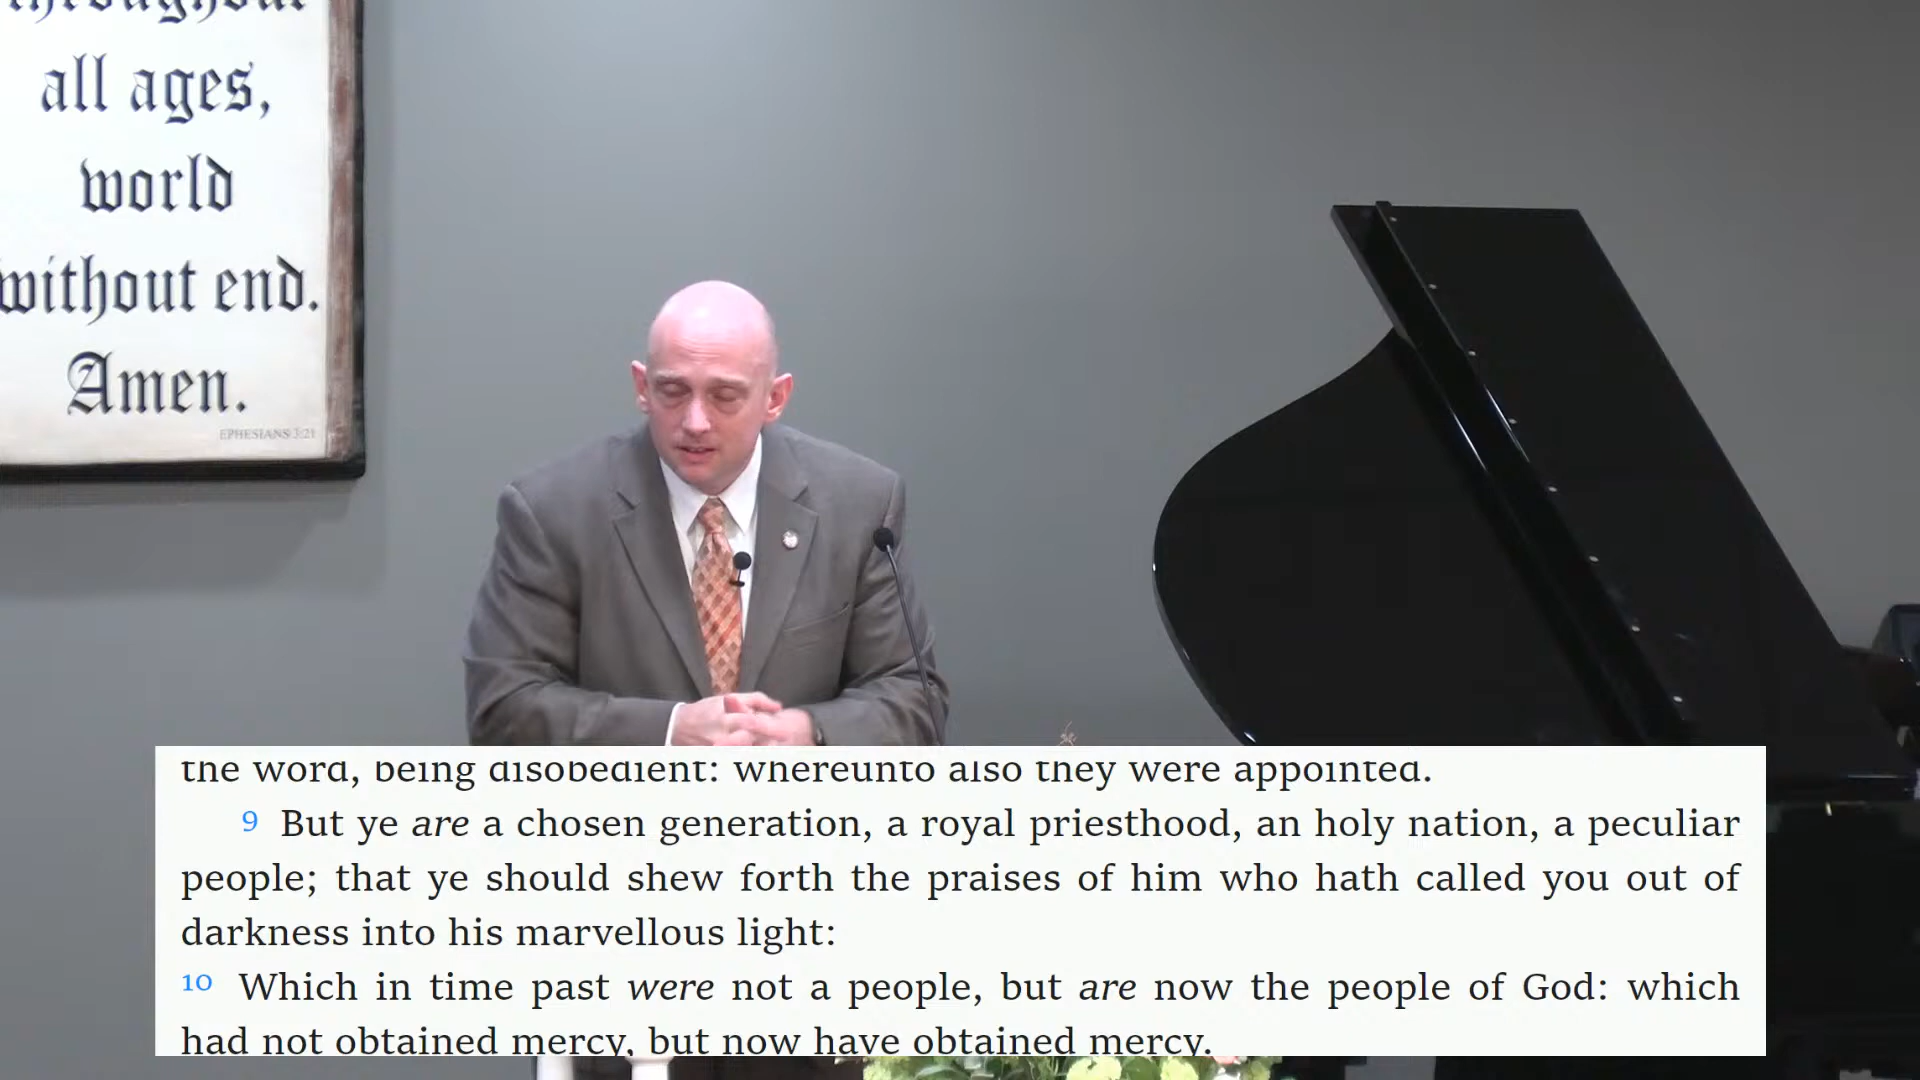 throughout
all ages,
world
without end.
Amen.
EPHESIANS 3:21
the word, being disobedient: whereunto also they were appointed.
9 But ye are a chosen generation, a royal priesthood, an holy nation, a peculiar
people; that ye should shew forth the praises of him who hath called you out of
darkness into his marvellous light:
10 Which in time past were not a people, but are now the people of God: which
had not obtained mercy, but now have obtained mercy.